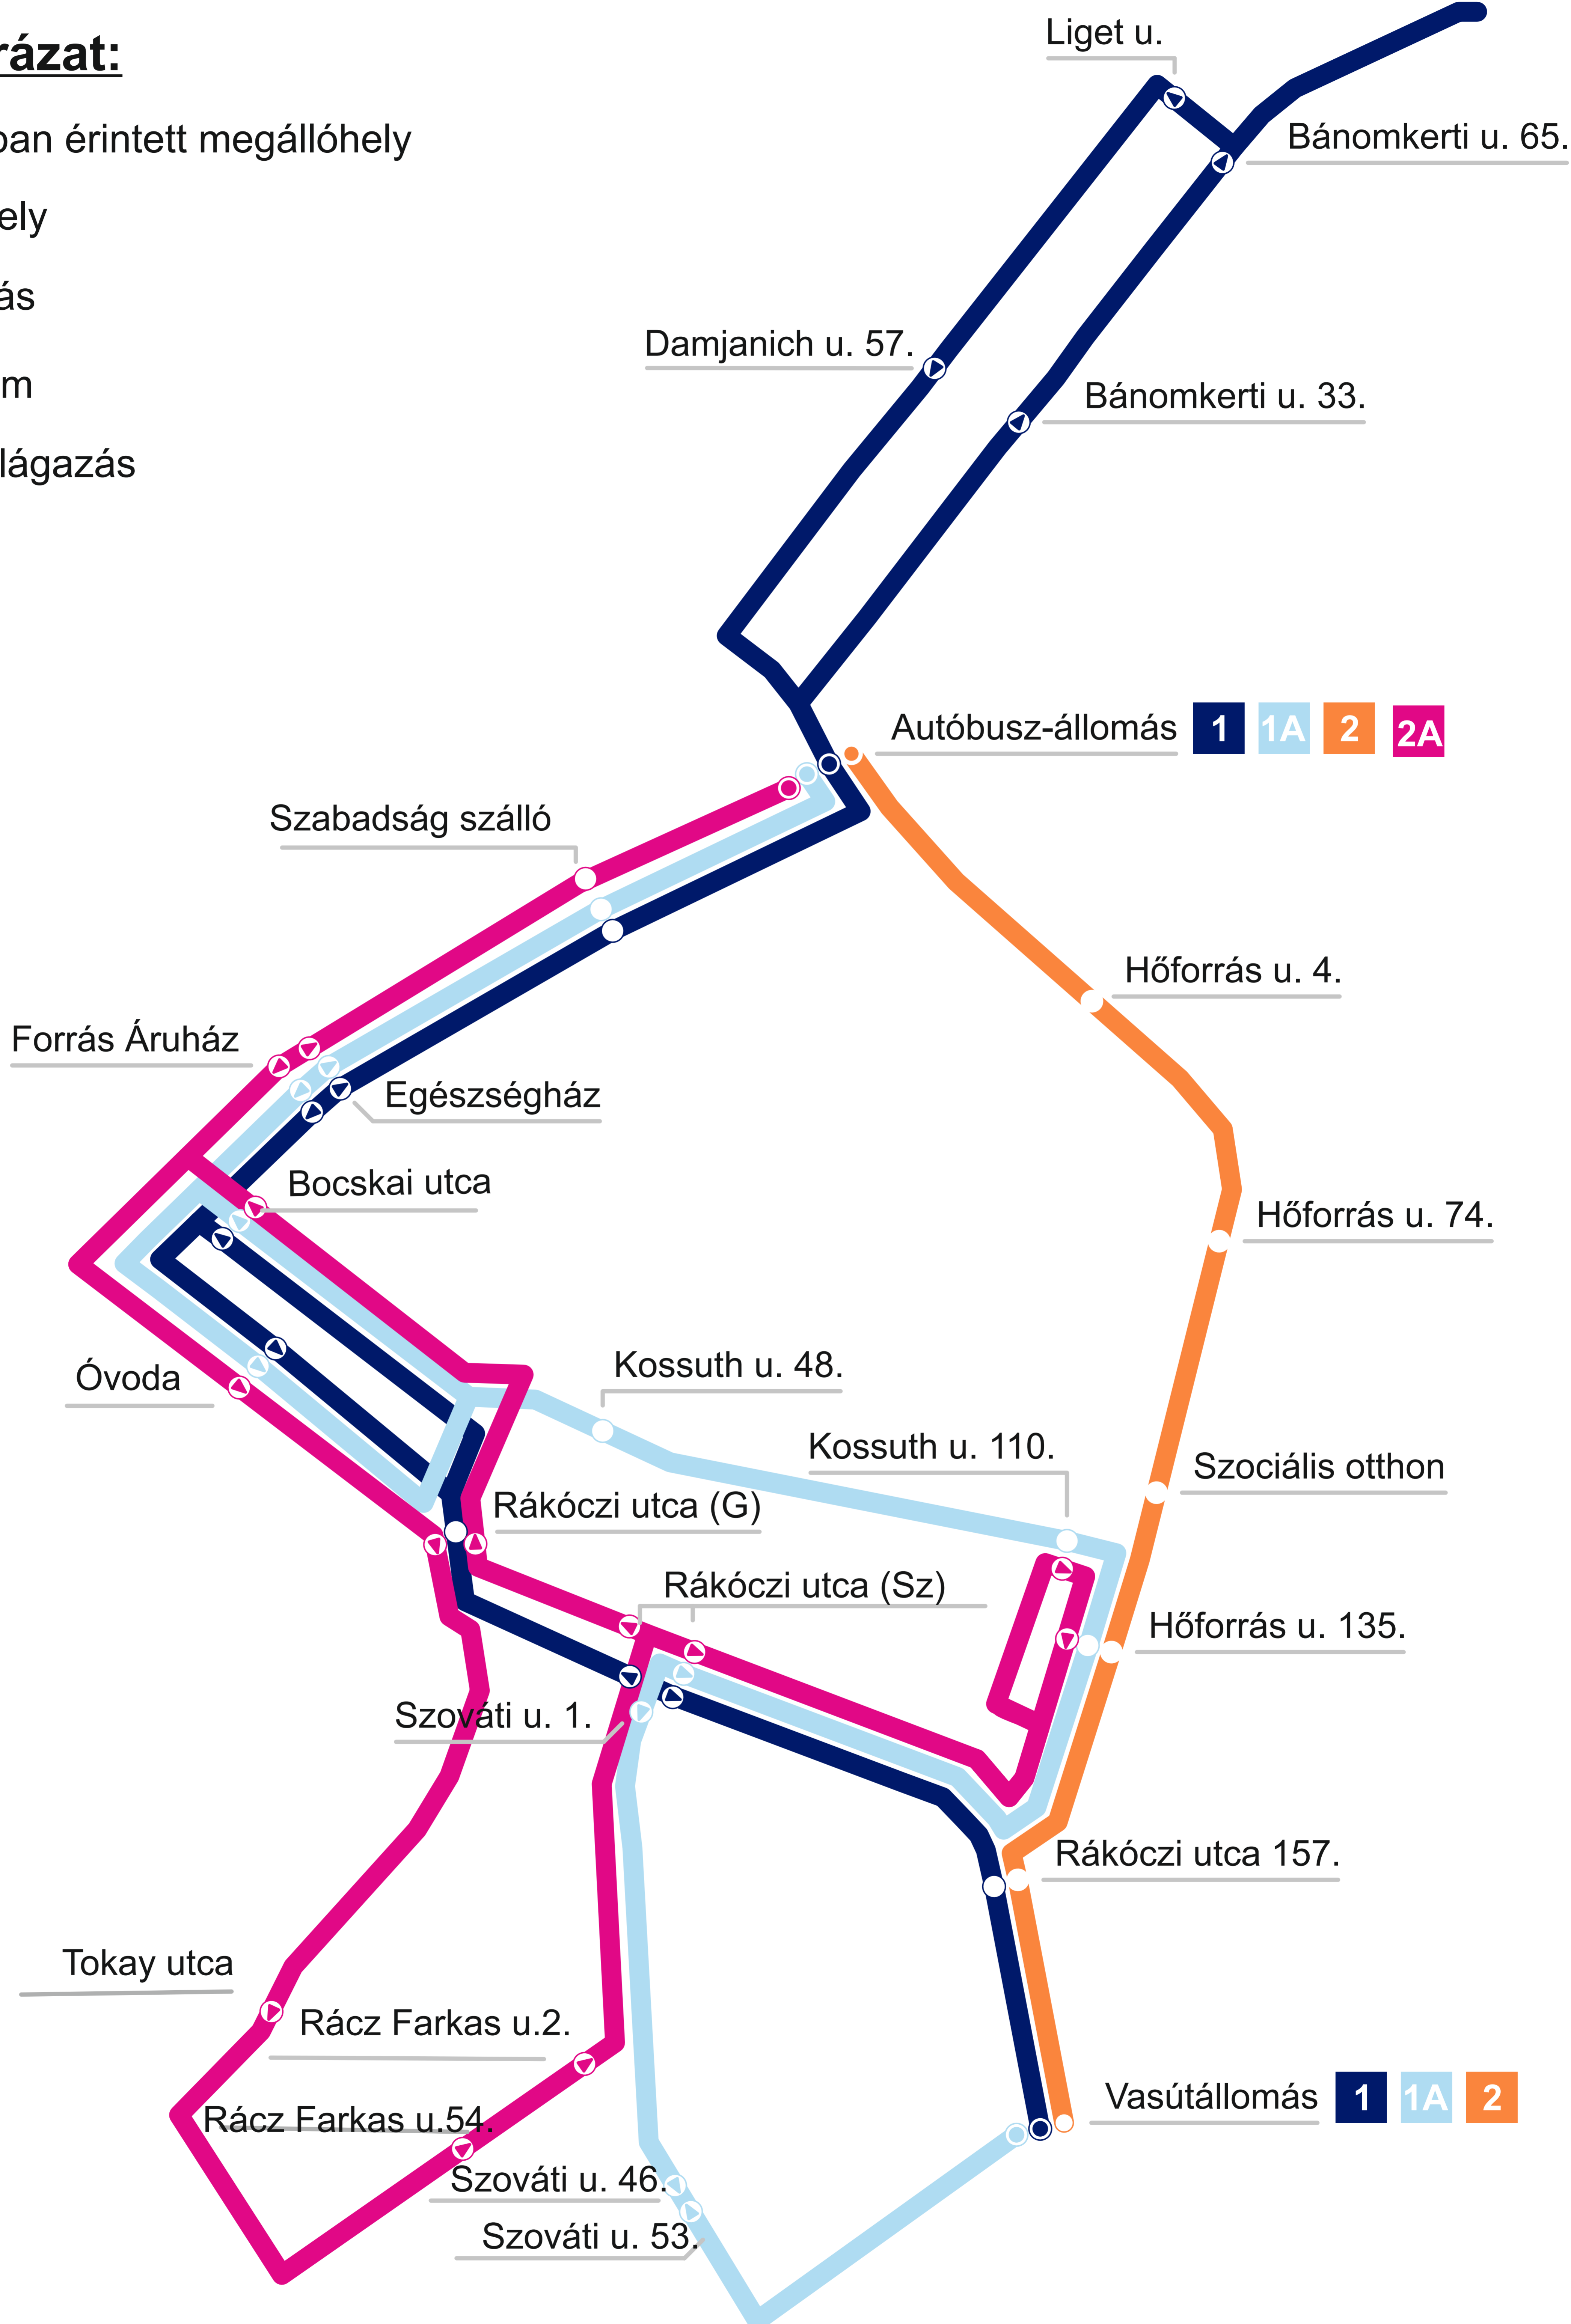 rázat:
ban érintett megállóhely
ely
ás
m
lágazás
Liget u.
Bánomkerti u. 65.
Damjanich u. 57.
Bánomkerti u. 33.
Autóbusz-állomás 1 1A 2 2A
Szabadság szálló
Hőforrás u. 4.
Forrás Áruház
Egészségház
Bocskai utca
Hőforrás u. 74.
Óvoda
Kossuth u. 48.
Kossuth u. 110.
Szociális otthon
Rákóczi utca (G)
Rákóczi utca (Sz)
Hőforrás u. 135.
Szováti u. 1.
Rákóczi utca 157.
Tokay utca
Rácz Farkas u.2.
Vasútállomás 1 1A 2
Rácz Farkas u.54.
Szováti u. 46.
Szováti u. 53.